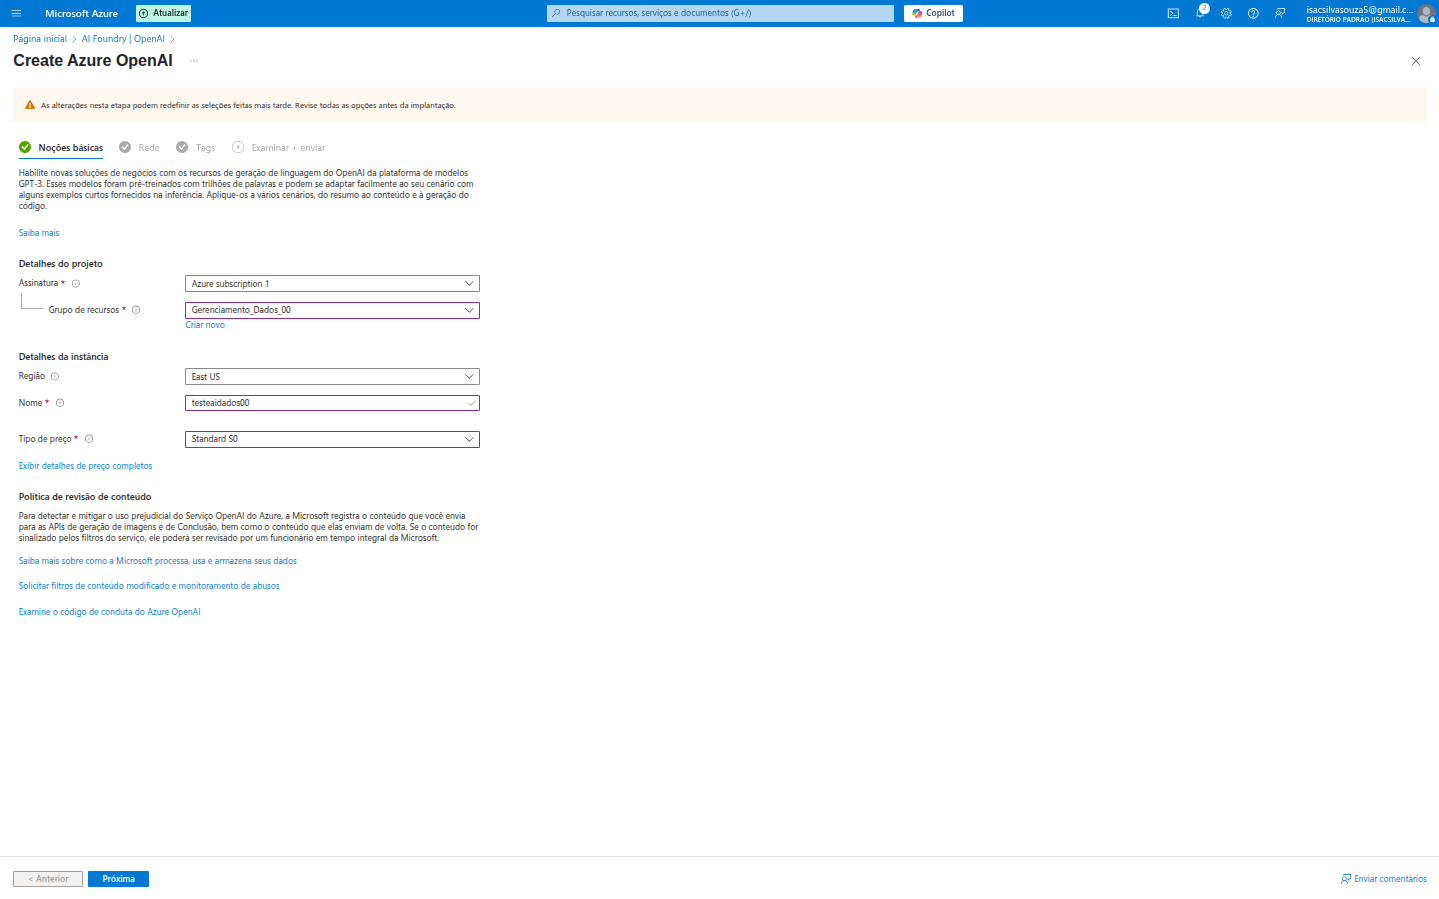 Microsoft Azure
Atualizar
Pesquisar recursos, serviços e documentos (G+/)
Copilot
2
isacsilvasouza5@gmail.c...
DIRETÓRIO PADRÃO (ISACSILVA...
Página inicial > AI Foundry | OpenAI >
Create Azure OpenAI ...
As alterações nesta etapa podem redefinir as seleções feitas mais tarde. Revise todas as opções antes da implantação.
Noções básicas Rede Tags 4 Examinar + enviar
Habilite novas soluções de negócios com os recursos de geração de linguagem do OpenAI da plataforma de modelos
GPT-3. Esses modelos foram pré-treinados com trilhões de palavras e podem se adaptar facilmente ao seu cenário com
alguns exemplos curtos fornecidos na inferência. Aplique-os a vários cenários, do resumo ao conteúdo e à geração do
código.
Saiba mais
Detalhes do projeto
Assinatura * Azure subscription 1
Grupo de recursos * Gerenciamento_Dados_00
Criar novo
Detalhes da instância
Região East US
Nome * testeaidados00
Tipo de preço * Standard S0
Exibir detalhes de preço completos
Política de revisão de conteúdo
Para detectar e mitigar o uso prejudicial do Serviço OpenAI do Azure, a Microsoft registra o conteúdo que você envia
para as APIs de geração de imagens e de Conclusão, bem como o conteúdo que elas enviam de volta. Se o conteúdo for
sinalizado pelos filtros do serviço, ele poderá ser revisado por um funcionário em tempo integral da Microsoft.
Saiba mais sobre como a Microsoft processa, usa e armazena seus dados
Solicitar filtros de conteúdo modificado e monitoramento de abusos
Examine o código de conduta do Azure OpenAI
< Anterior
Próxima
Enviar comentários